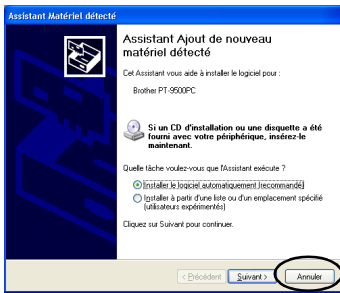 Assistant Matériel détecté
Assistant Ajout de nouveau
matériel détecté
Cet Assistant vous aide à installer le logiciel pour :
Brother PT-9500PC
Si un CD d'installation ou une disquette a été
fourni avec votre périphérique, insérez-le
maintenant.
Quelle tâche voulez-vous que l'Assistant exécute ?
Installer le logiciel automatiquement (recommandé)
Installer à partir d'une liste ou d'un emplacement spécifié
(utilisateurs expérimentés)
Cliquez sur Suivant pour continuer.
< Précédent Suivant > Annuler